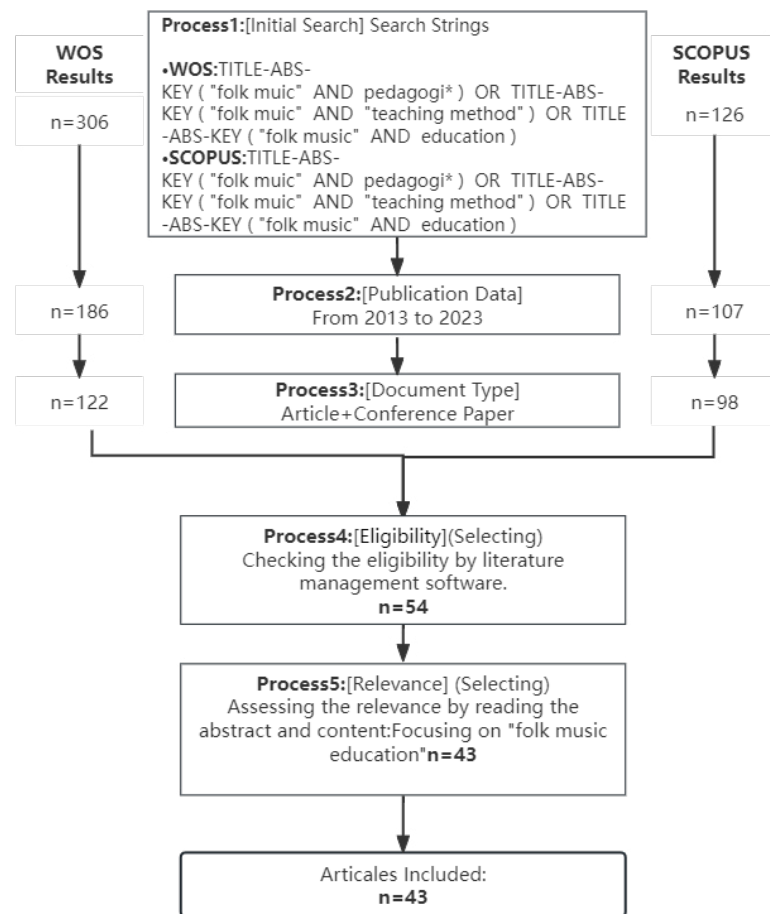 WOS
Results
n=306
n=186
n=122
Process1:[Initial Search] Search Strings
•WOS:TITLE-ABS-
KEY ( "folk muic" AND pedagogi* ) OR TITLE-ABS-
KEY ( "folk music" AND "teaching method" ) OR TITLE
-ABS-KEY ( "folk music" AND education )
•SCOPUS:TITLE-ABS-
KEY ( "folk muic" AND pedagogi* ) OR TITLE-ABS-
KEY ( "folk music" AND "teaching method" ) OR TITLE
-ABS-KEY ( "folk music" AND education )
SCOPUS
Results
n=126
n=107
n=98
Process2:[Publication Data]
From 2013 to 2023
Process3:[Document Type]
Article+Conference Paper
Process4:[Eligibility](Selecting)
Checking the eligibility by literature
management software.
n=54
Process5:[Relevance] (Selecting)
Assessing the relevance by reading the
abstract and content:Focusing on "folk music
education"n=43
Articales Included:
n=43